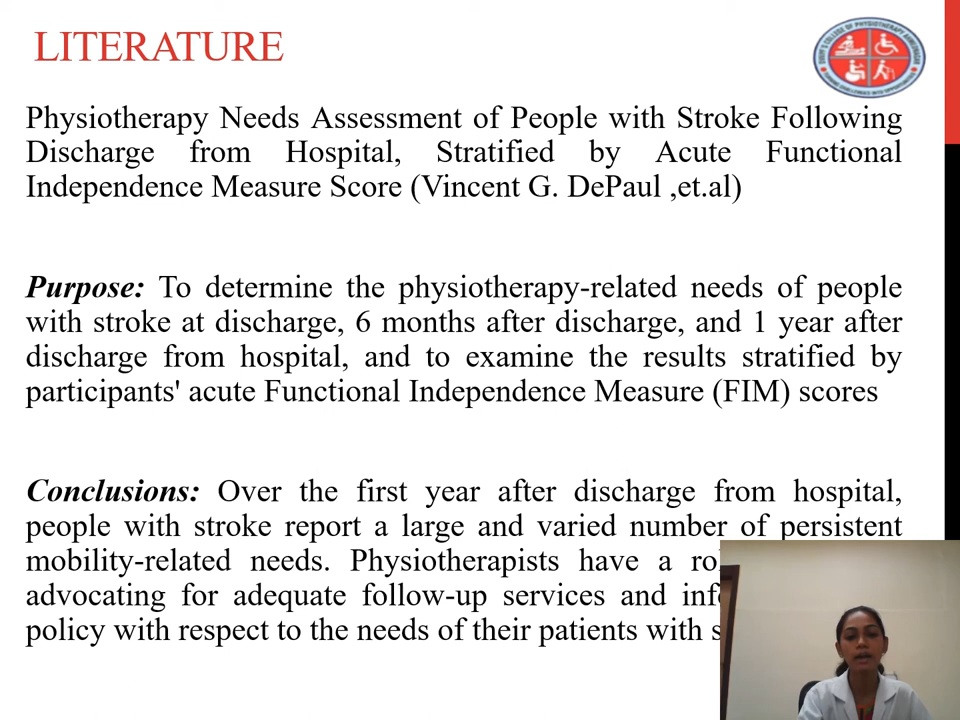 LITERATURE
Physiotherapy Needs Assessment of People with Stroke Following
Discharge from Hospital, Stratified by Acute Functional
Independence Measure Score (Vincent G. DePaul ,et.al)
Purpose: To determine the physiotherapy-related needs of people
with stroke at discharge, 6 months after discharge, and 1 year after
discharge from hospital, and to examine the results stratified by
participants' acute Functional Independence Measure (FIM) scores
Conclusions: Over the first year after discharge from hospital,
people with stroke report a large and varied number of persistent
mobility-related needs. Physiotherapists have a
advocating for adequate follow-up services and
policy with respect to the needs of their patients with